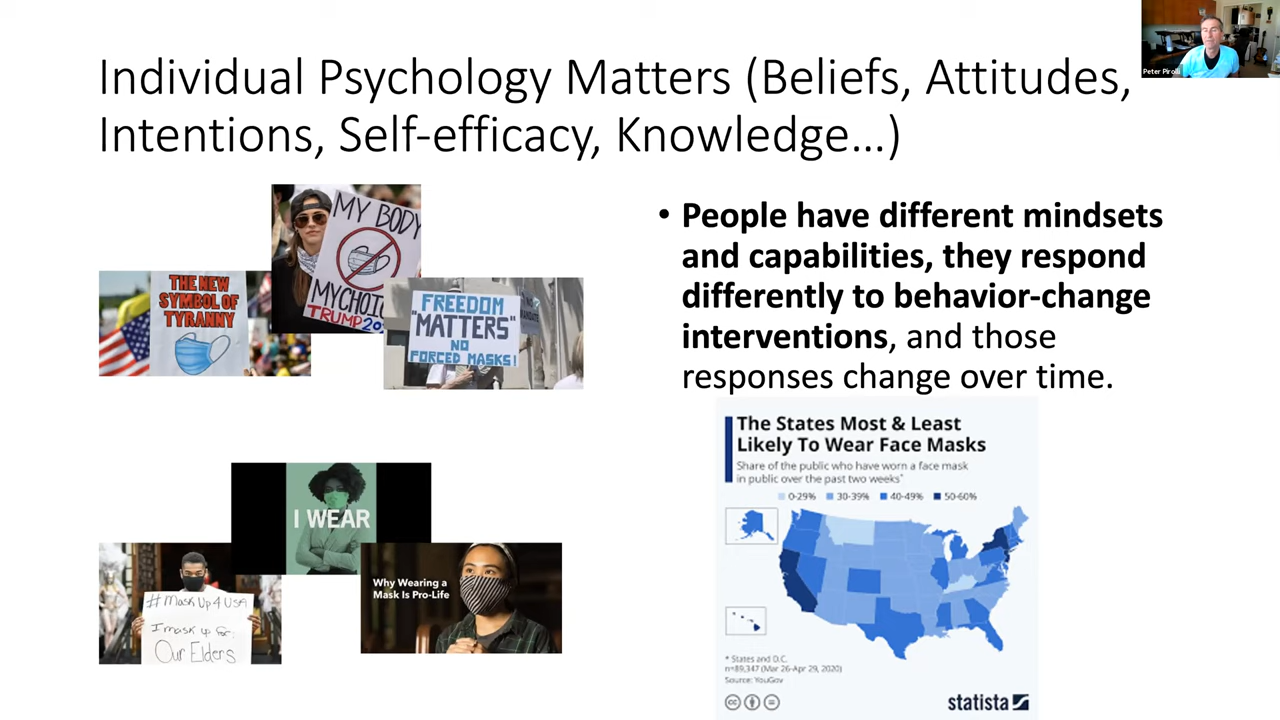 Individual Psychology Matters (Beliefs, Attitudes,
Intentions, Self-efficacy, Knowledge…)
Peter Pirolli
MY BODY
MY CHOI
TRUMP 20
THE NEW
SYMBOL OF
TYRANNY
FREEDOM
"MATTERS"
NO
FORCED MASKS!
• People have different mindsets
and capabilities, they respond
differently to behavior-change
interventions, and those
responses change over time.
I WEAR
#MaskUp4USA
I mask up for:
Our Elders
Why Wearing a
Mask Is Pro-Life
The States Most & Least
Likely To Wear Face Masks
Share of the public who have worn a face mask
in public over the past two weeks*
0-29% 30-39% 40-49% 50-60%
* States and D.C.
n=89,347 (Mar 26-Apr 29, 2020)
Source: YouGov
statista